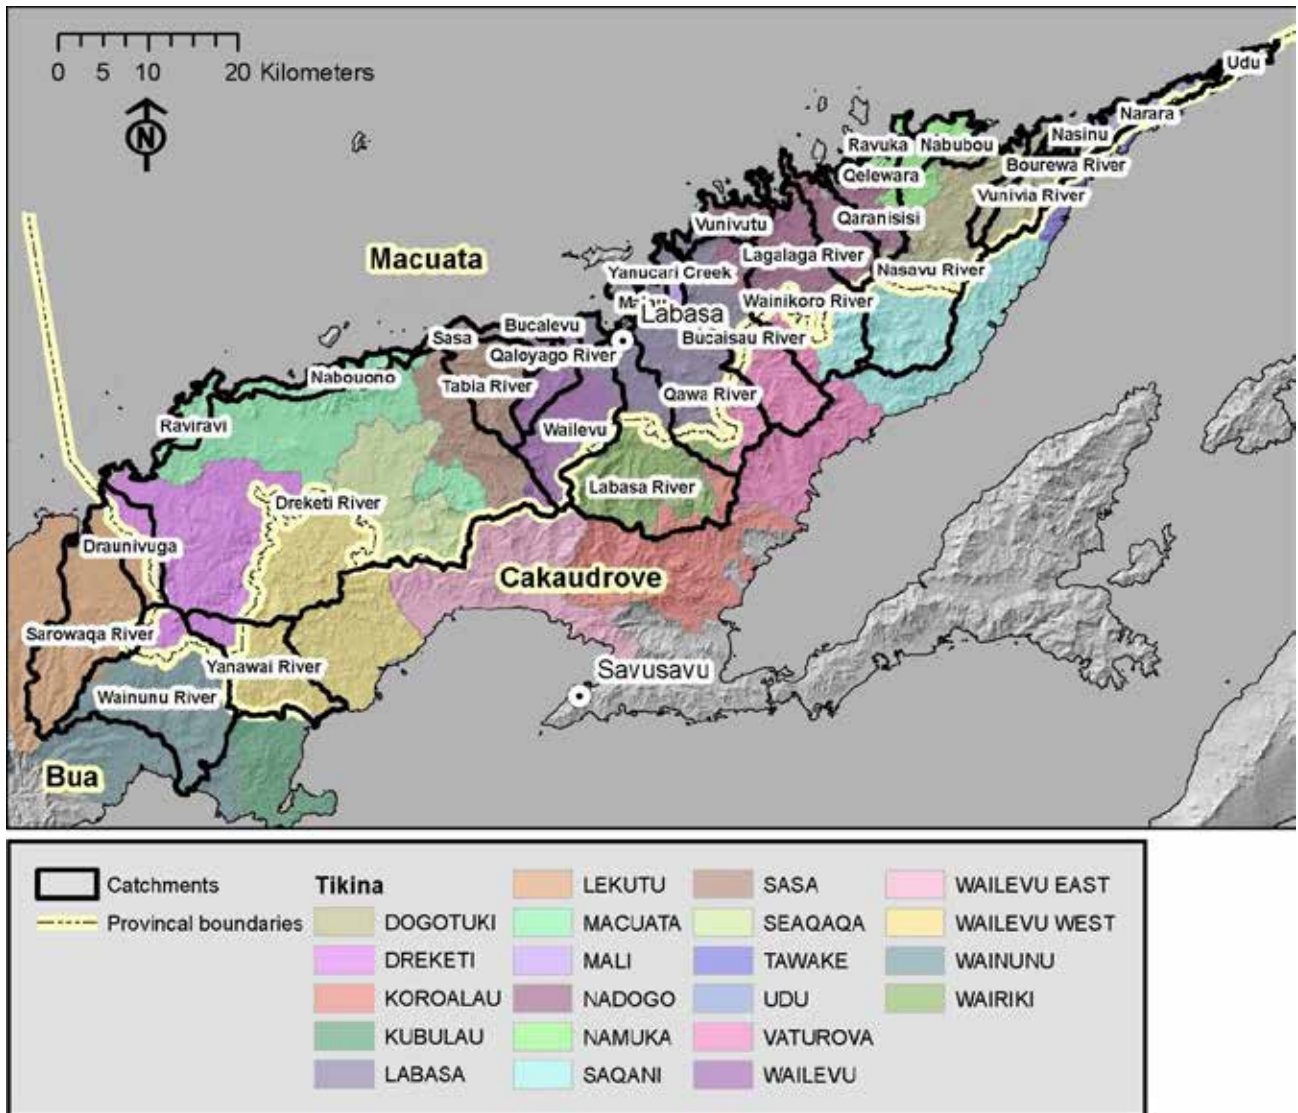 0 5 10 20 Kilometers
N
Udu
Narara
Nasinu
Ravuka
Nabubou
Bourewa River
Qelewara
Vunivia River
Qaranisisi
Vunivutu
Macuata
Lagalaga River
Nasavu River
Yanucari Creek
Wainikoro River
Labasa
Bucalevu
Sasa
Bucaisau River
Qaloyago River
Nabouono
Tabia River
Qawa River
Raviravi
Wailevu
Labasa River
Dreketi River
Draunivuga
Cakaudrove
Sarowaqa River
Yanawai River
Savusavu
Wainunu River
Bua
Catchments
Provincal boundaries
Tikina
DOGOTUKI
DREKETI
KOROALAU
KUBULAU
LABASA
LEKUTU
MACUATA
MALI
NADOGO
NAMUKA
SAQANI
SASA
SEAQAQA
TAWAKE
UDU
VATUROVA
WAILEVU
WAILEVU EAST
WAILEVU WEST
WAINUNU
WAIRIKI